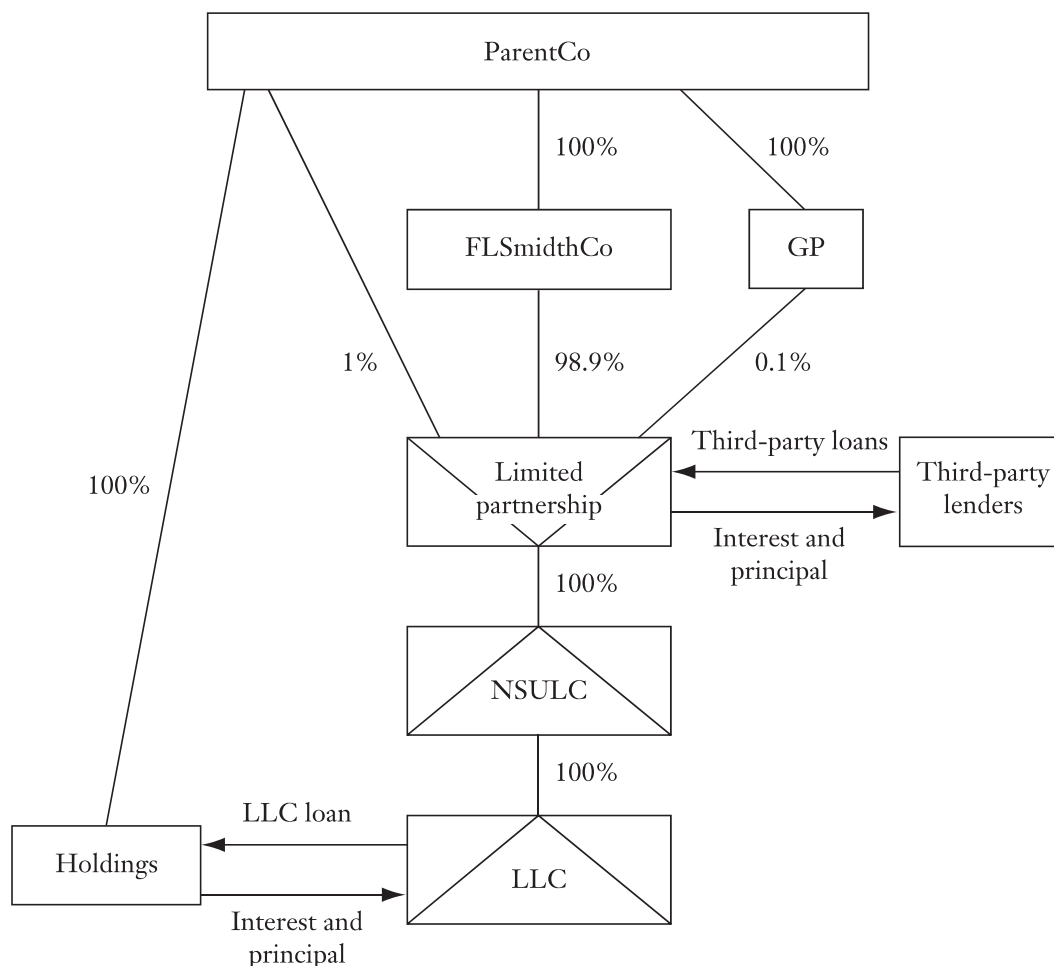 ParentCo
100%
100%
FLSmidthCo
GP
1%
98.9%
0.1%
100%
Limited
partnership
Third-party loans
Third-party
lenders
Interest and
principal
100%
NSULC
100%
LLC loan
Holdings
LLC
Interest and
principal